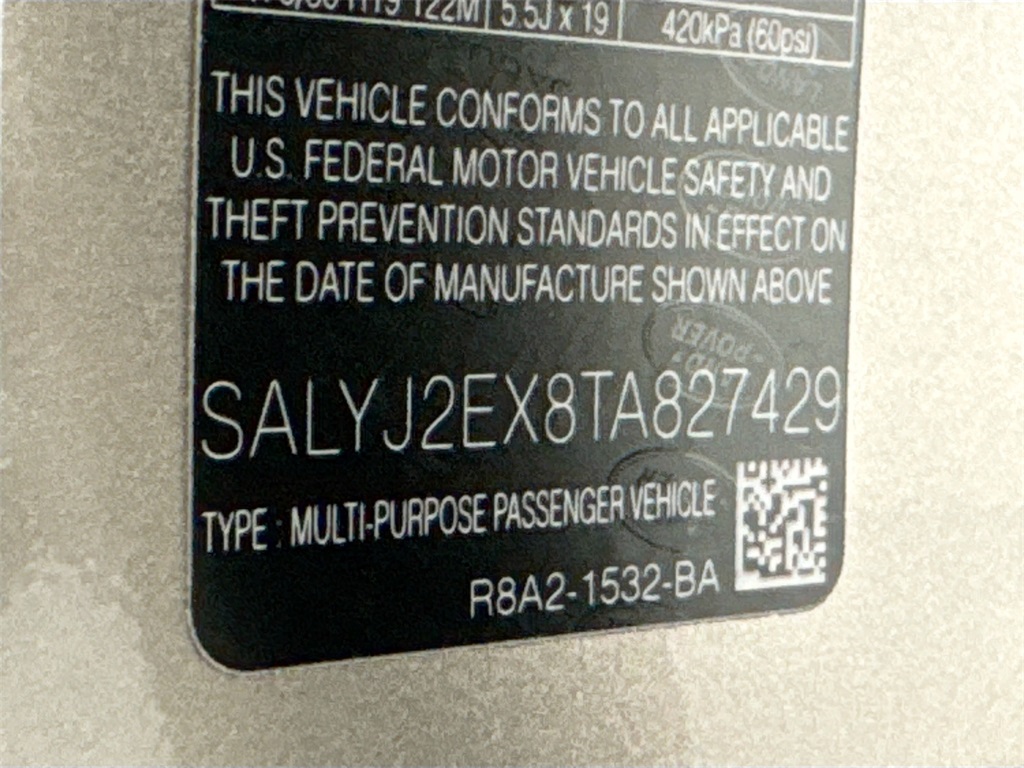 122M 5.5J x 19 420kPa (60psi)
THIS VEHICLE CONFORMS TO ALL APPLICABLE
U.S. FEDERAL MOTOR VEHICLE SAFETY AND
THEFT PREVENTION STANDARDS IN EFFECT ON
THE DATE OF MANUFACTURE SHOWN ABOVE
SALYJ2EX8TA827429
TYPE : MULTI-PURPOSE PASSENGER VEHICLE
R8A2-1532-BA